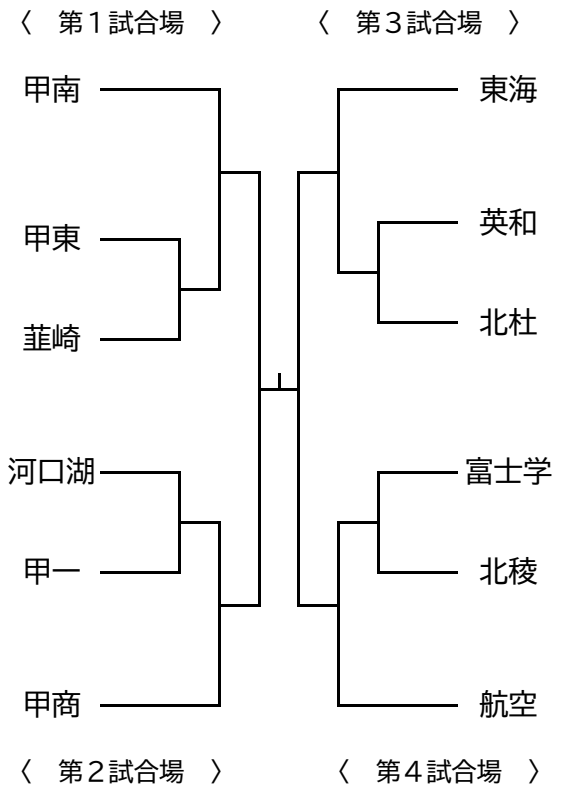 〈　第１試合場　〉
甲南
甲東
韮崎
河口湖
甲一
甲商
〈　第２試合場　〉
〈　第３試合場　〉
東海
英和
北杜
富士学
北稜
航空
〈　第４試合場　〉